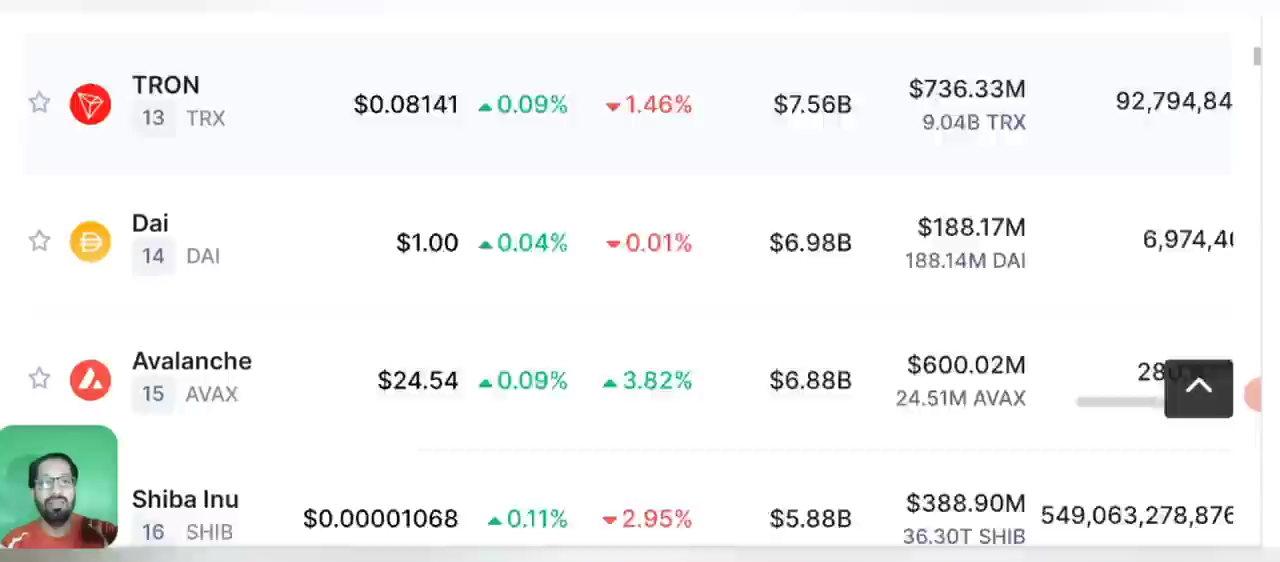 TRON
13 TRX
$0.08141 0.09% 1.46% $7.56B $736.33M
9.04B TRX
92,794,84
Dai
14 DAI
$1.00 0.04% 0.01% $6.98B $188.17M
188.14M DAI
6,974,4
Avalanche
15 AVAX
$24.54 0.09% 3.82% $6.88B $600.02M
24.51M AVAX
28
Shiba Inu
16 SHIB
$0.00001068 0.11% 2.95% $5.88B $388.90M
36.30T SHIB
549,063,278,876